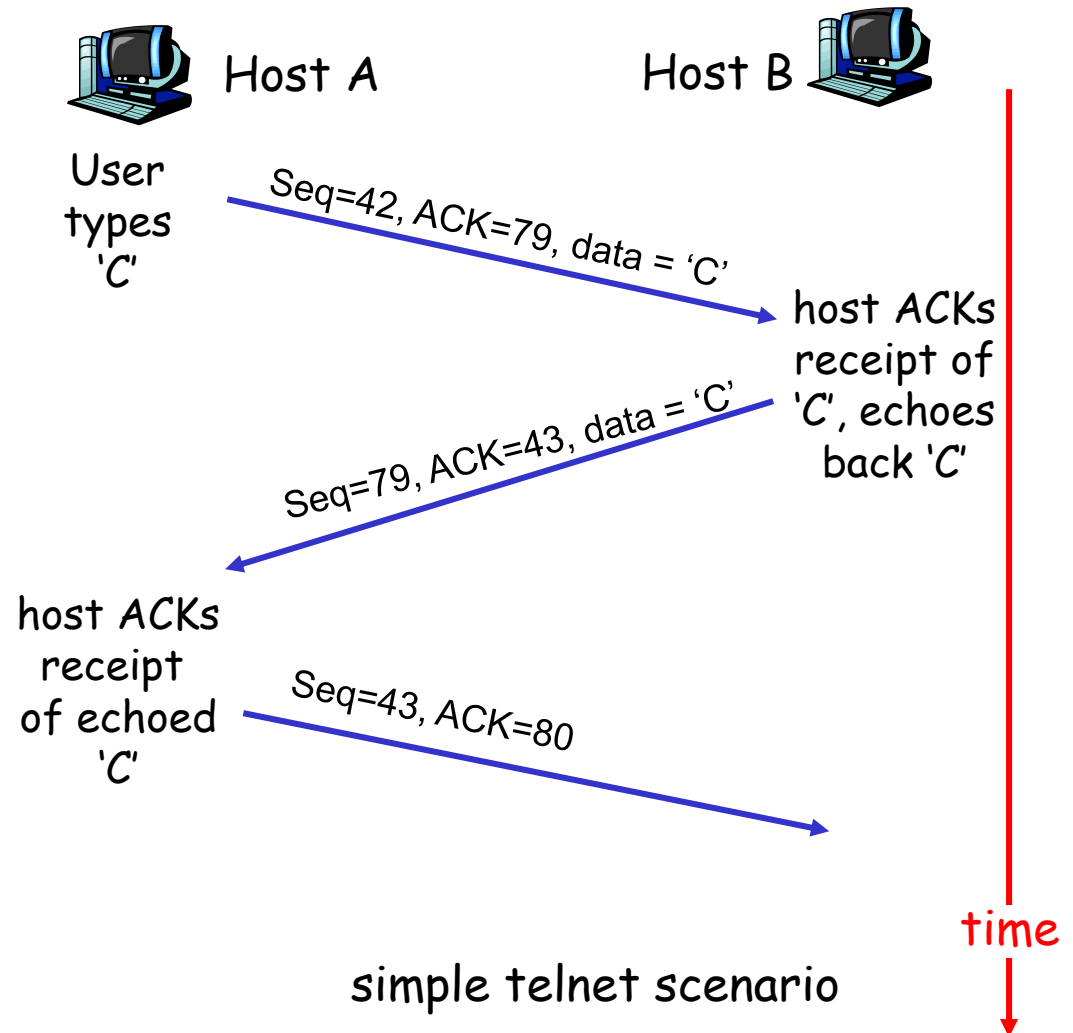 Host A
Host B
User
types
‘C’
Seq=42, ACK=79, data = ‘C’
host ACKs
receipt of
‘C’, echoes
back ‘C’
Seq=79, ACK=43, data = ‘C’
host ACKs
receipt
of echoed
‘C’
Seq=43, ACK=80
time
simple telnet scenario